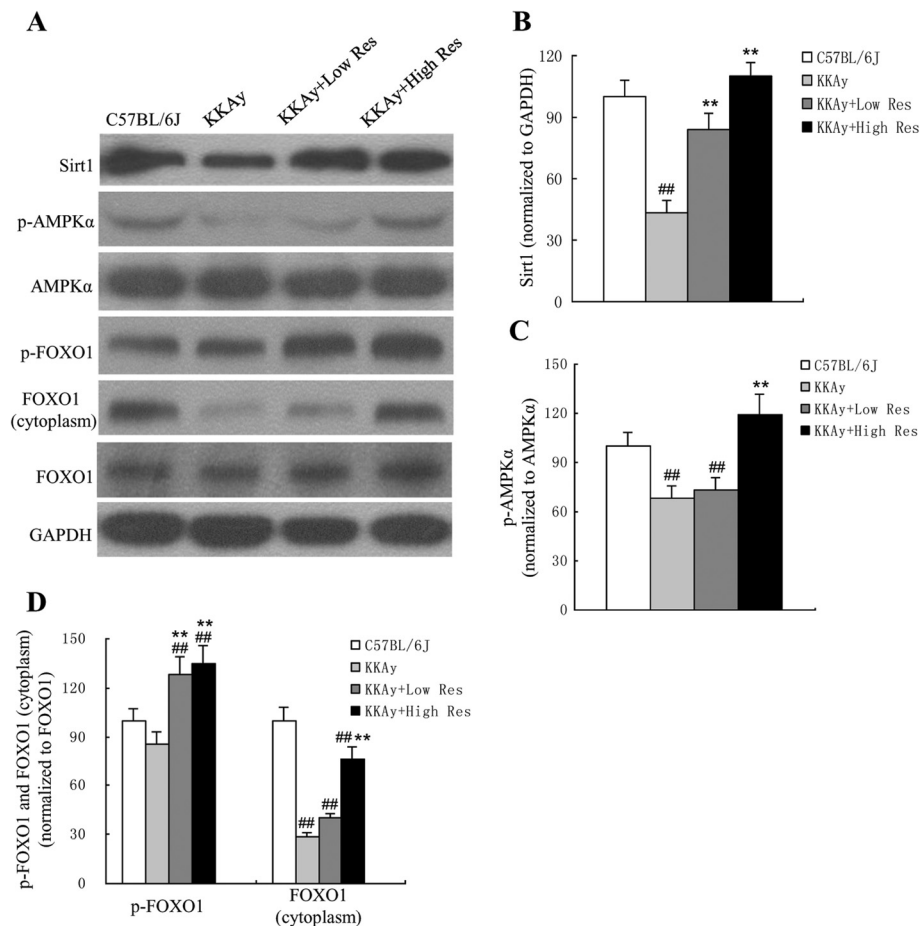 A
C57BL/6J
KKAy
KKAy+Low Res
KKAy+High Res
Sirt1
p-AMPKα
AMPKα
p-FOXO1
FOXO1
(cytoplasm)
FOXO1
GAPDH
B
Sirt1 (normalized to GAPDH)
120
90
60
30
0
##
**
**
C57BL/6J
KKAy
KKAy+Low Res
KKAy+High Res
C
p-AMPKα
(normalized to AMPKα)
150
120
90
60
30
0
##
##
**
C57BL/6J
KKAy
KKAy+Low Res
KKAy+High Res
D
p-FOXO1 and FOXO1 (cytoplasm)
(normalized to FOXO1)
150
120
90
60
30
0
**
##
**
##
##
##
##**
C57BL/6J
KKAy
KKAy+Low Res
KKAy+High Res
p-FOXO1
FOXO1
(cytoplasm)